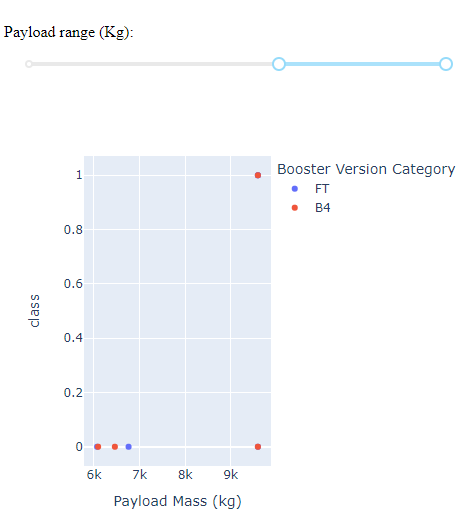 Payload range (Kg):
Booster Version Category
FT
B4
1
0.8
0.6
0.4
0.2
0
class
6k 7k 8k 9k
Payload Mass (kg)